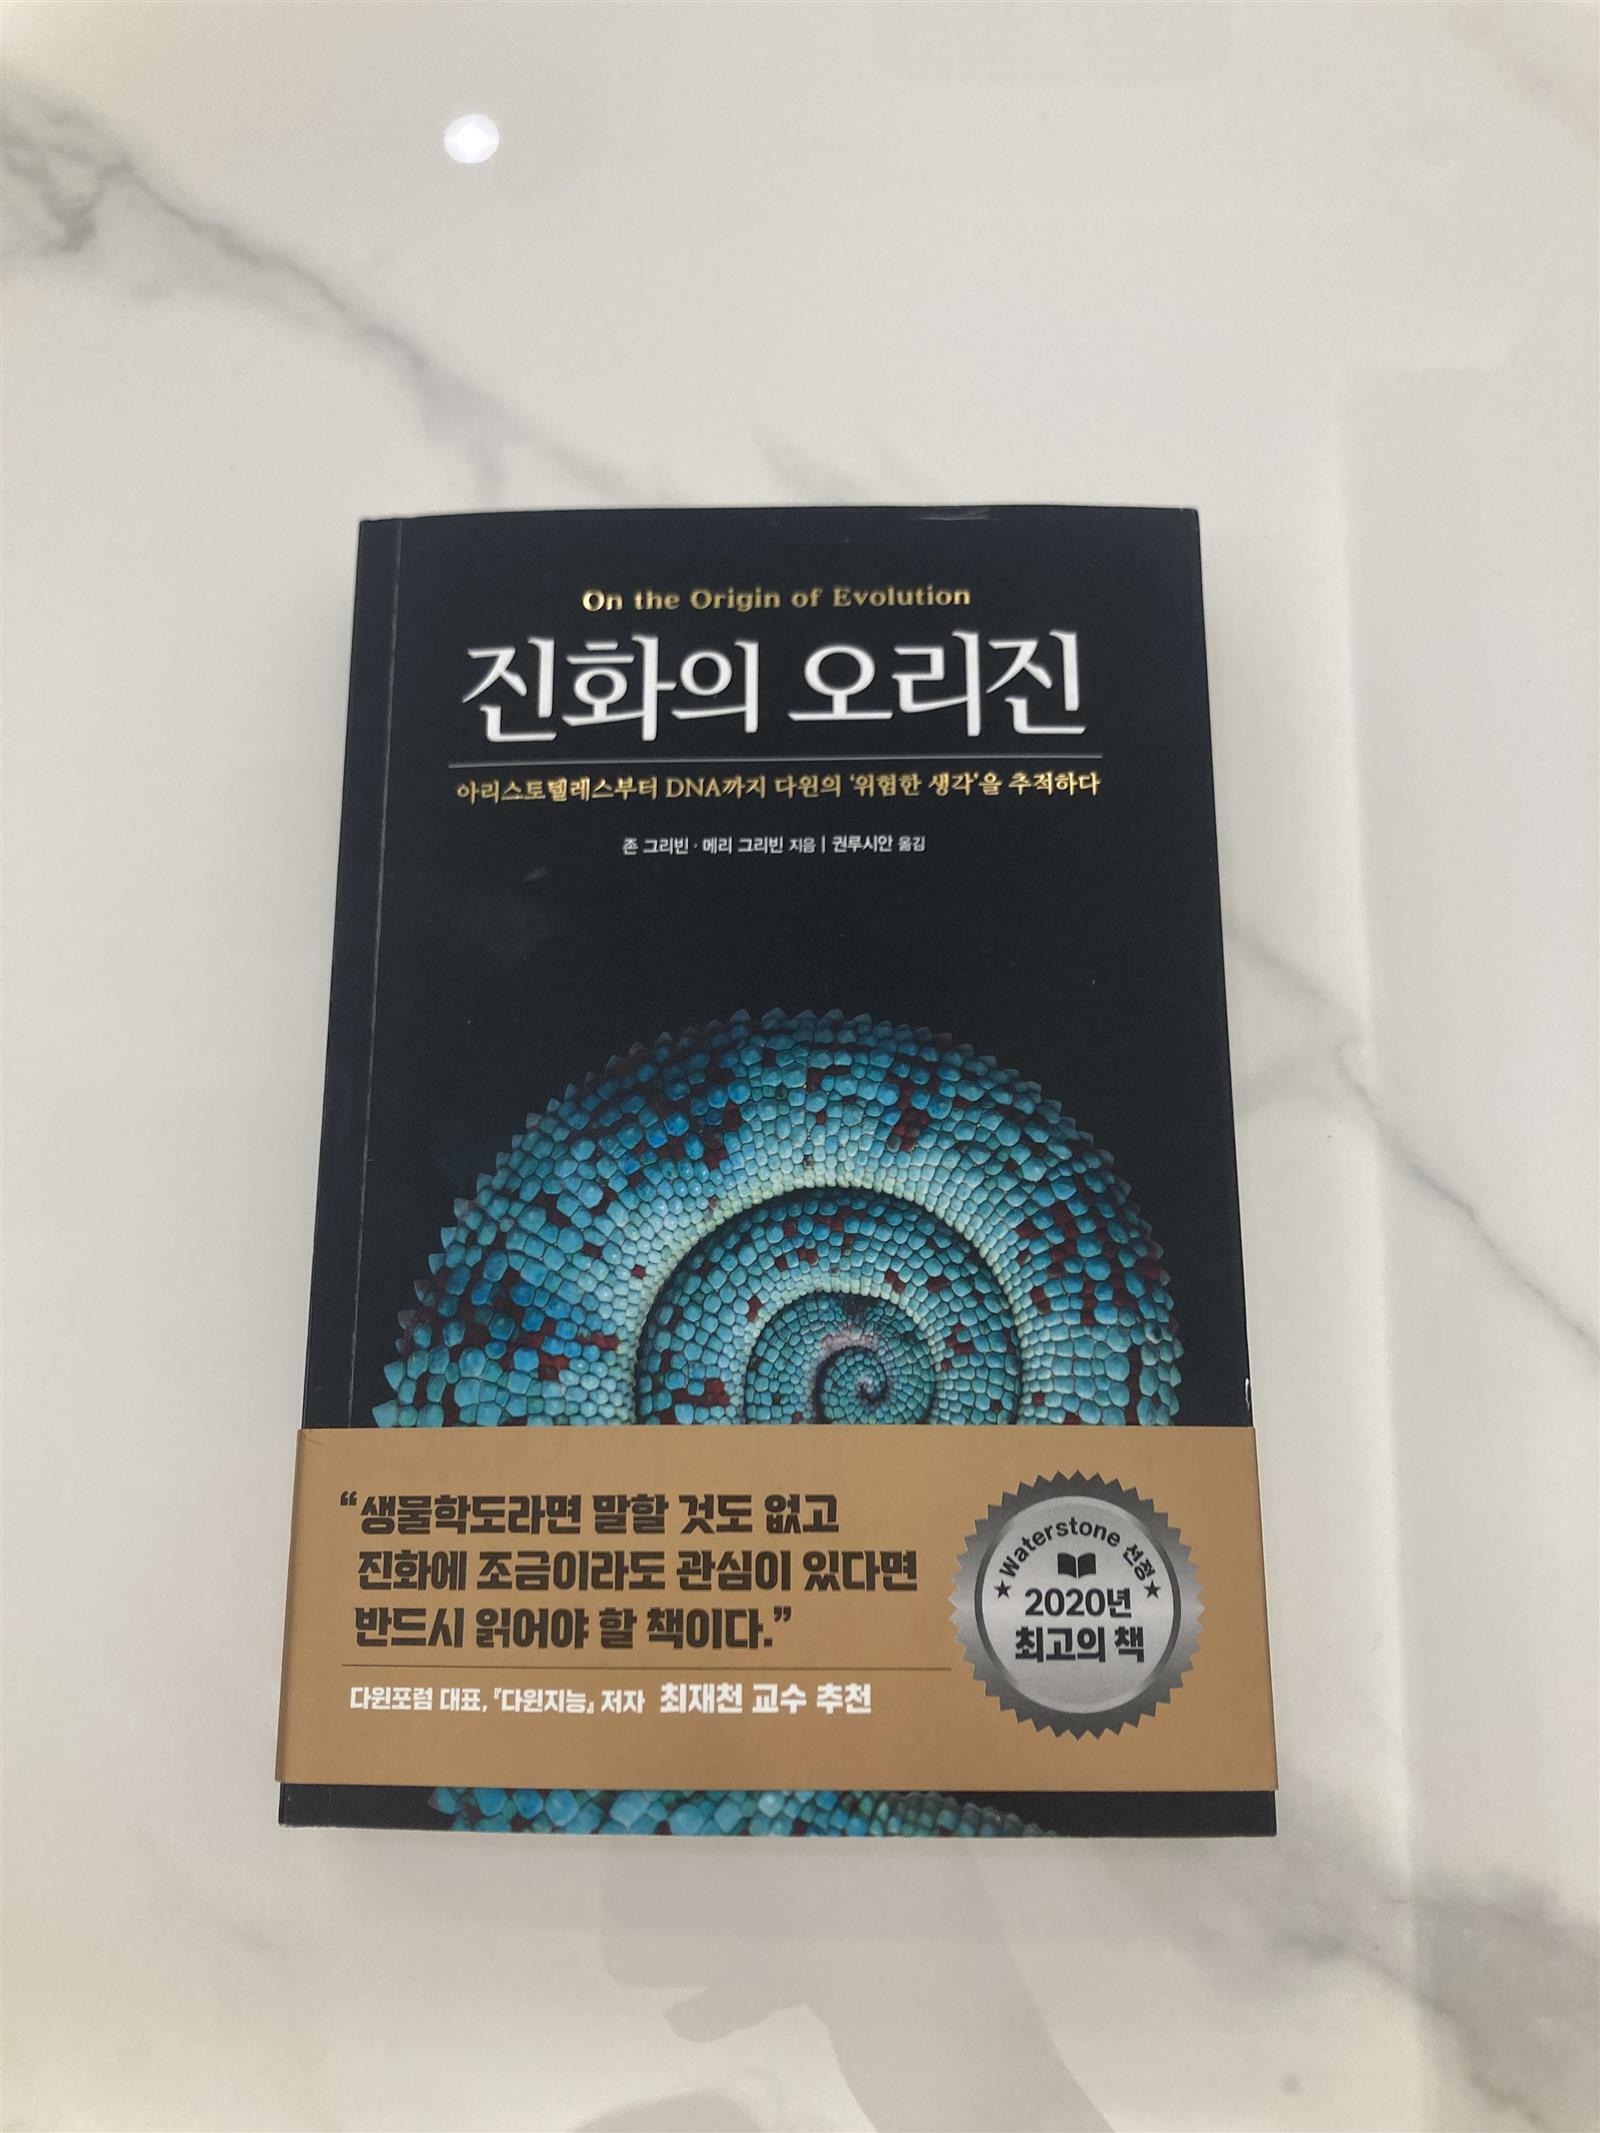 On the Origin of Evolution
진화의 오리진
아리스토텔레스부터 DNA까지 다윈의 '위험한 생각'을 추적하다
존 그리빈 · 메리 그리빈 지음 | 권루시안 옮김
“생물학도라면 말할 것도 없고
진화에 조금이라도 관심이 있다면
반드시 읽어야 할 책이다.”
다윈포럼 대표, 『다윈지능』 저자 최재천 교수 추천
★ Waterstone 선정 ★
2020년
최고의 책